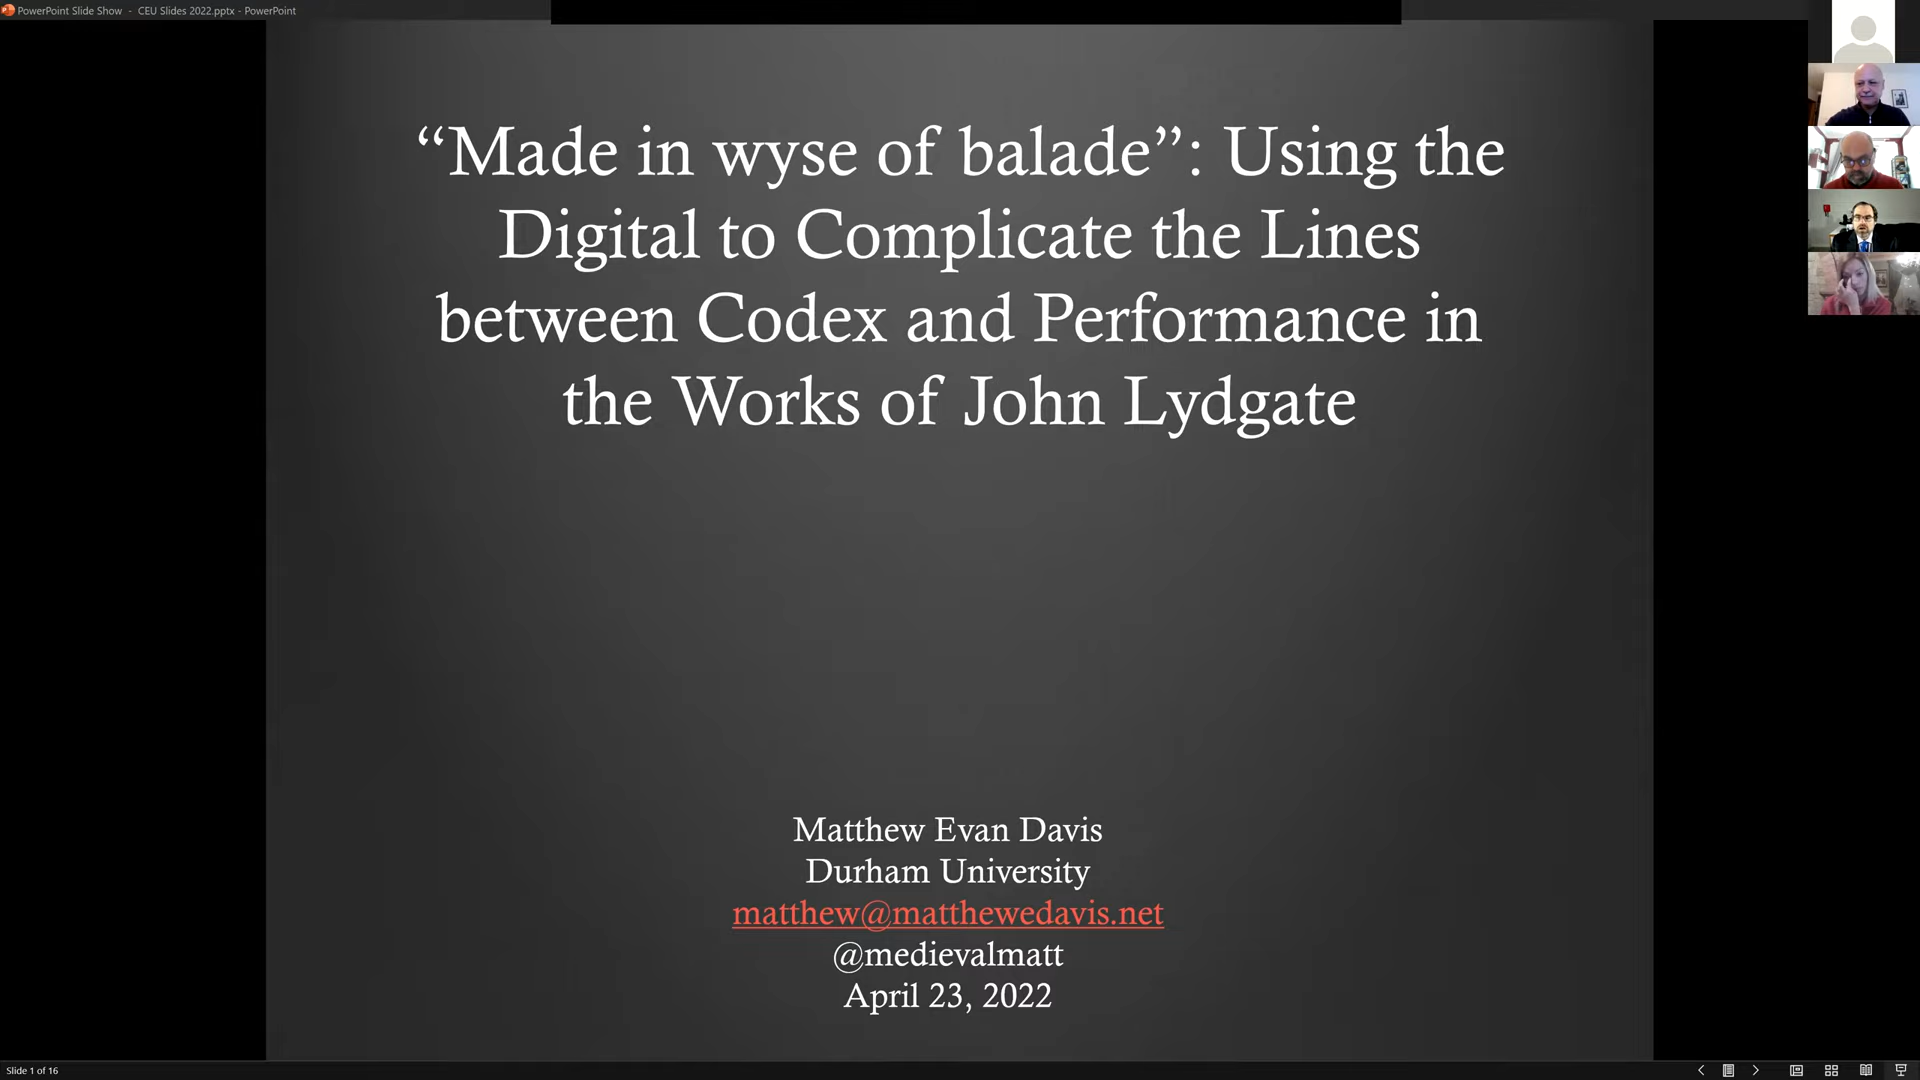 PowerPoint Slide Show - CEU Slides 2022.pptx - PowerPoint
“Made in wyse of balade”: Using the
Digital to Complicate the Lines
between Codex and Performance in
the Works of John Lydgate
Matthew Evan Davis
Durham University
matthew@matthewedavis.net
@medievalmatt
April 23, 2022
Slide 1 of 16